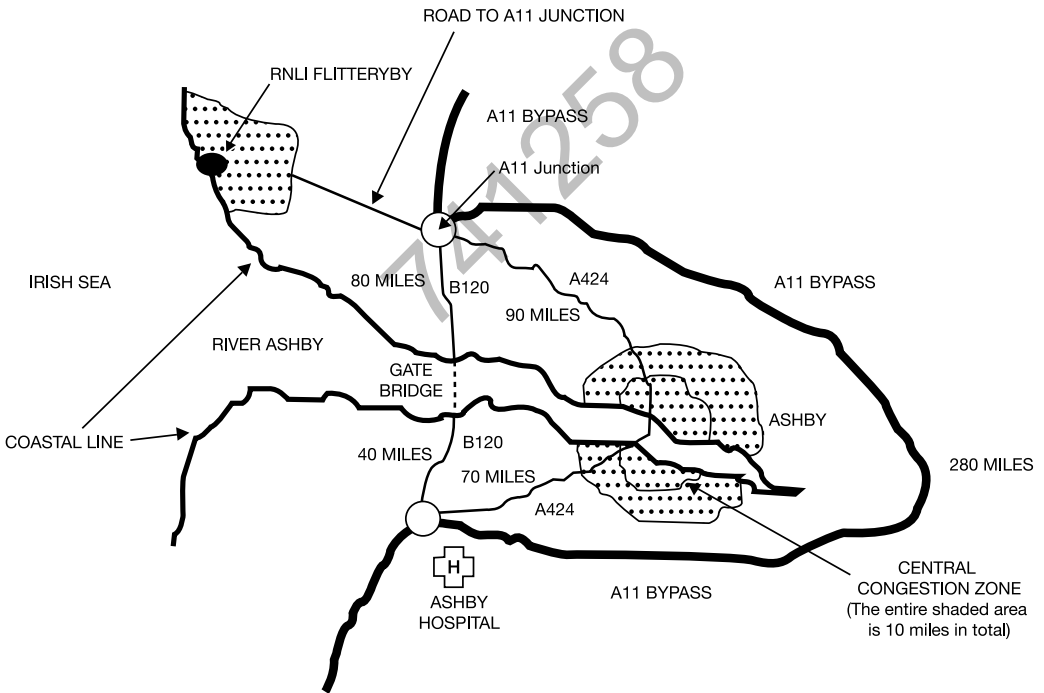 ROAD TO A11 JUNCTION
RNLI FLITTERYBY
A11 BYPASS
A11 Junction
741258
IRISH SEA
80 MILES
B120
A424
A11 BYPASS
90 MILES
RIVER ASHBY
GATE
BRIDGE
ASHBY
COASTAL LINE
B120
40 MILES
70 MILES
280 MILES
A424
H
ASHBY
HOSPITAL
A11 BYPASS
CENTRAL
CONGESTION ZONE
(The entire shaded area
is 10 miles in total)